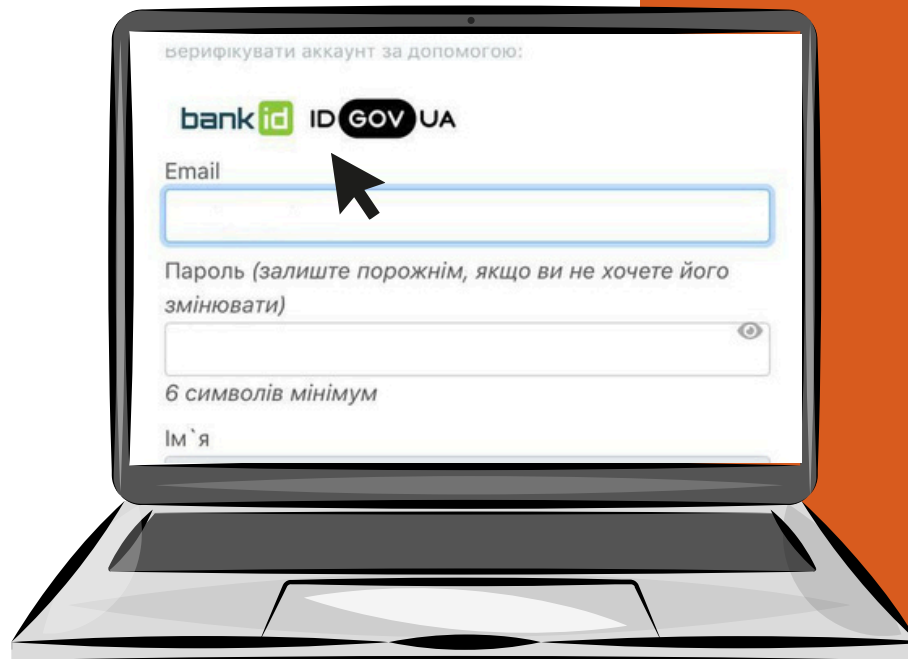 Верифікувати аккаунт за допомогою:
bank id ID GOV UA
Email
Пароль (залиште порожнім, якщо ви не хочете його
змінювати)
6 символів мінімум
Ім`я